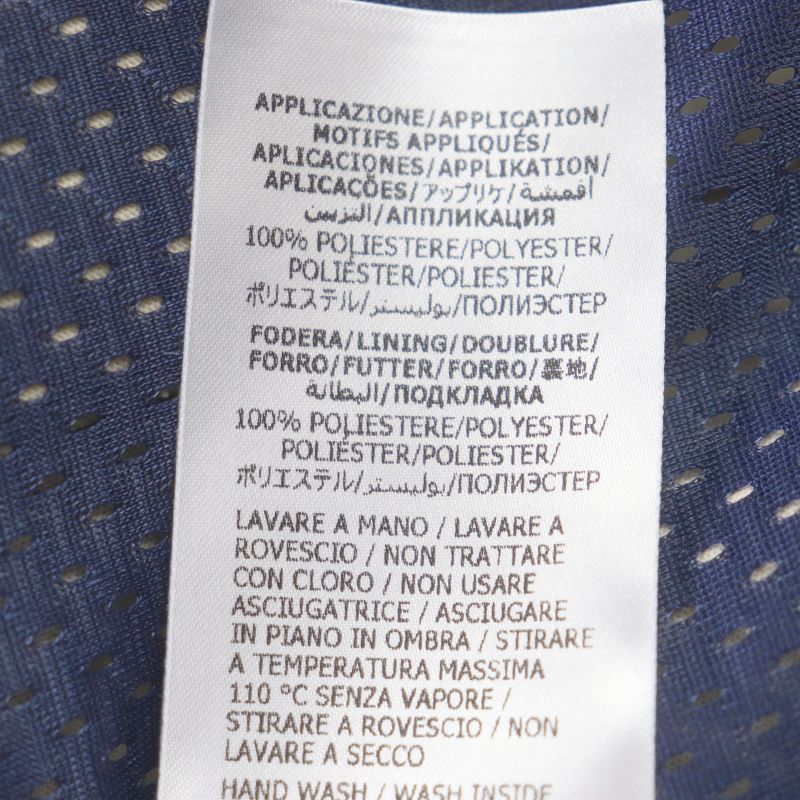 APPLICAZIONE/APPLICATION/
MOTIFS APPLIQUÉS/
APLICACIONES/APPLIKATION/
APLICAÇÕES/アップリケ/أقمشة
التزيين/АППЛИКАЦИЯ
100% POLIESTERE/POLYESTER/
POLIÉSTER/POLIESTER/
ポリエステル/بوليستر/ПОЛИЭСТЕР
FODERA/LINING/DOUBLURE/
FORRO/FUTTER/FORRO/裏地/
البطانة/ПОДКЛАДКА
100% POLIESTERE/POLYESTER/
POLIÉSTER/POLIESTER/
ポリエステル/بوليستر/ПОЛИЭСТЕР
LAVARE A MANO / LAVARE A
ROVESCIO / NON TRATTARE
CON CLORO / NON USARE
ASCIUGATRICE / ASCIUGARE
IN PIANO IN OMBRA / STIRARE
A TEMPERATURA MASSIMA
110 °C SENZA VAPORE /
STIRARE A ROVESCIO / NON
LAVARE A SECCO
HAND WASH / WASH INSIDE